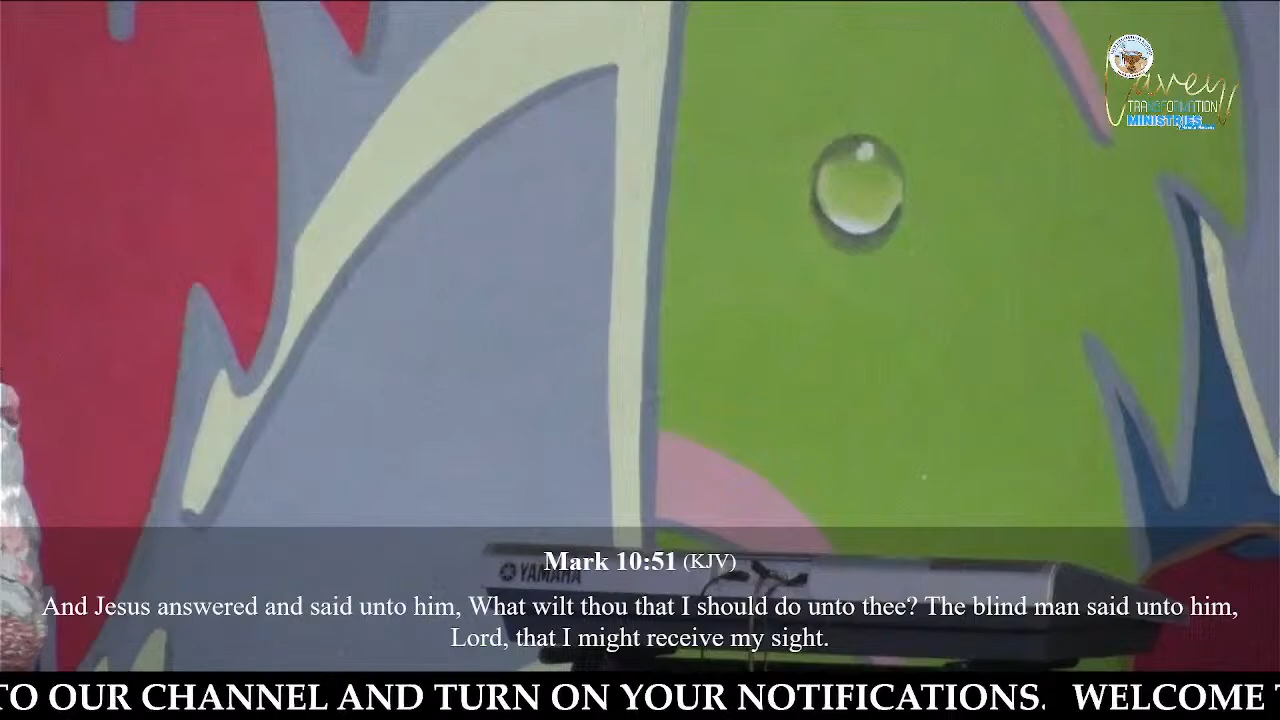 avey
TRANSFORMATION
MINISTRIES
Mark 10:51 (KJV)
YAMAHA
And Jesus answered and said unto him, What wilt thou that I should do unto thee? The blind man said unto him,
Lord, that I might receive my sight.
TO OUR CHANNEL AND TURN ON YOUR NOTIFICATIONS. WELCOME T